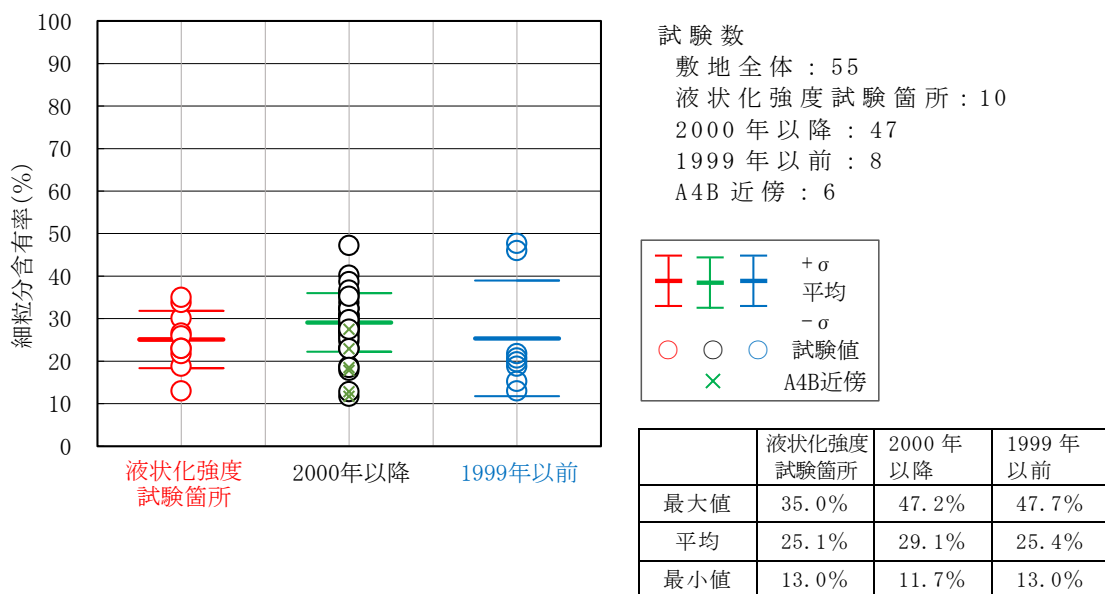 100
90
80
70
60
50
40
30
20
10
0
細粒分含有率(%)
液状化強度
試験箇所
2000年以降
1999年以前
試験数
敷地全体：55
液状化強度試験箇所：10
2000年以降：47
1999年以前：8
A4B近傍：6
+σ
平均
-σ
試験値
A4B近傍
液状化強度 2000年 1999年
試験箇所 以降 以前
最大値 35.0% 47.2% 47.7%
平均 25.1% 29.1% 25.4%
最小値 13.0% 11.7% 13.0%